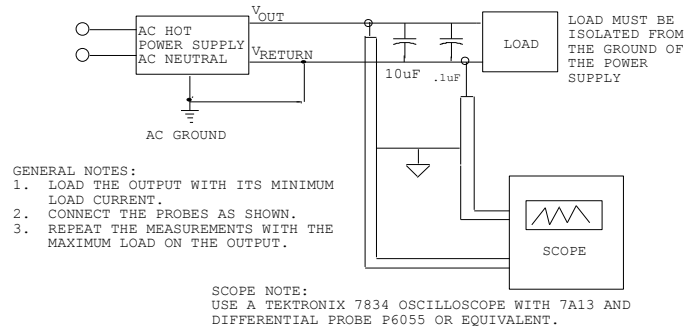 V OUT
AC HOT
POWER SUPPLY
AC NEUTRAL
V RETURN
10uF
.1uF
LOAD
LOAD MUST BE
ISOLATED FROM
THE GROUND OF
THE POWER
SUPPLY
AC GROUND
GENERAL NOTES:
1. LOAD THE OUTPUT WITH ITS MINIMUM
LOAD CURRENT.
2. CONNECT THE PROBES AS SHOWN.
3. REPEAT THE MEASUREMENTS WITH THE
MAXIMUM LOAD ON THE OUTPUT.
SCOPE
SCOPE NOTE:
USE A TEKTRONIX 7834 OSCILLOSCOPE WITH 7A13 AND
DIFFERENTIAL PROBE P6055 OR EQUIVALENT.